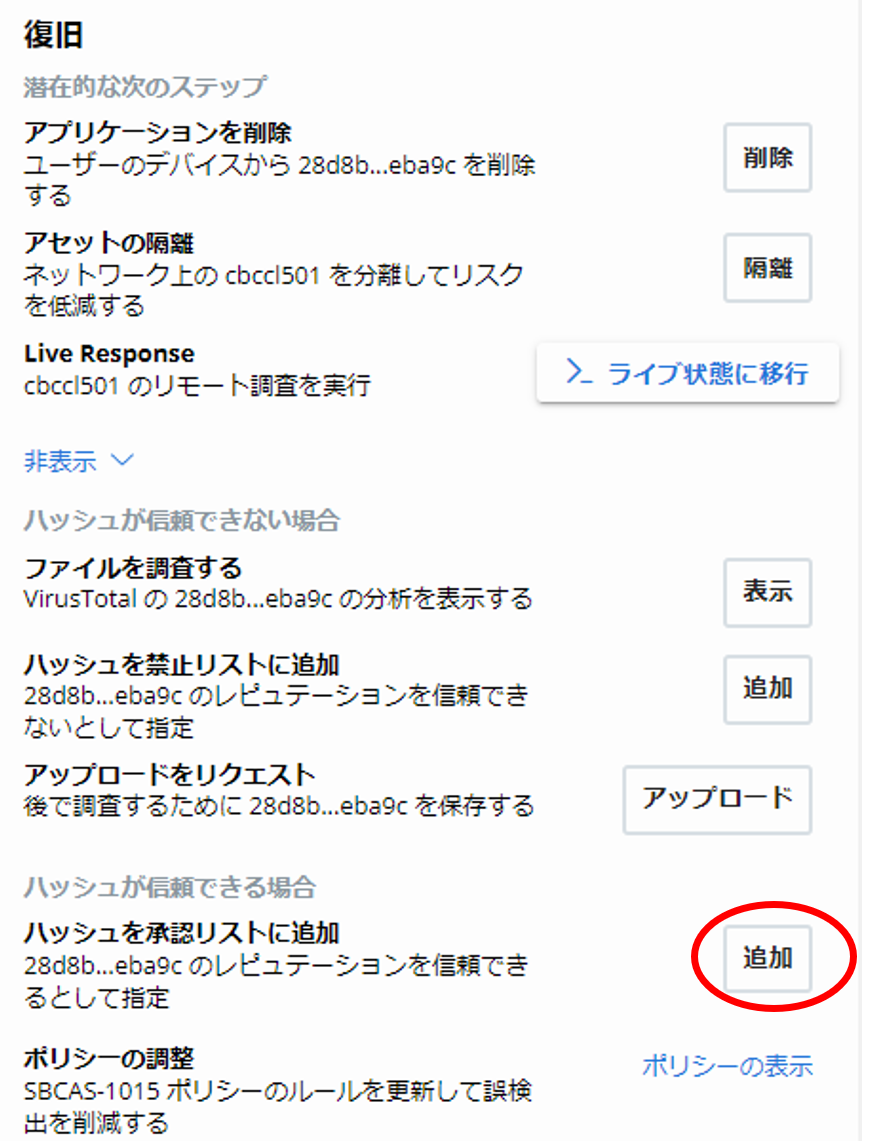 復旧
潜在的な次のステップ
アプリケーションを削除
ユーザーのデバイスから 28d8b...eba9c を削除
する
削除
アセットの隔離
ネットワーク上の cbccl501 を分離してリスク
を低減する
隔離
Live Response
cbccl501 のリモート調査を実行
>_ ライブ状態に移行
非表示
ハッシュが信頼できない場合
ファイルを調査する
VirusTotal の 28d8b...eba9c の分析を表示する
表示
ハッシュを禁止リストに追加
28d8b...eba9c のレピュテーションを信頼でき
ないとして指定
追加
アップロードをリクエスト
後で調査するために 28d8b...eba9c を保存する
アップロード
ハッシュが信頼できる場合
ハッシュを承認リストに追加
28d8b...eba9c のレピュテーションを信頼でき
るとして指定
追加
ポリシーの調整
SBCAS-1015 ポリシーのルールを更新して誤検
出を削減する
ポリシーの表示